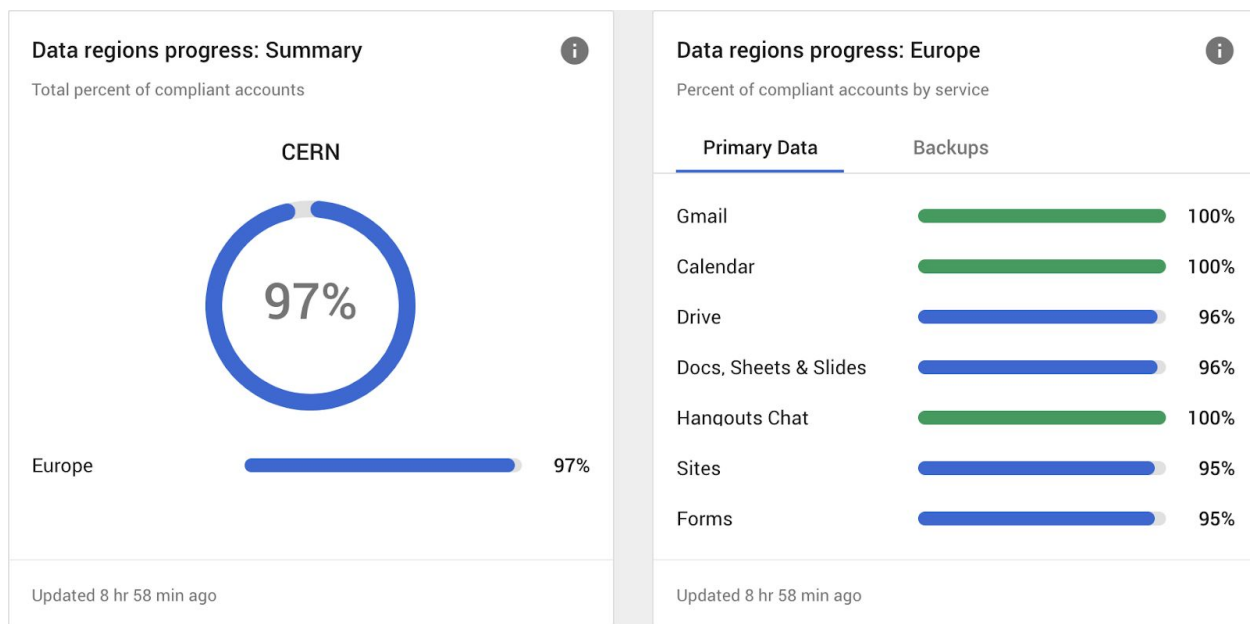 Data regions progress: Summary
Total percent of compliant accounts
CERN
97%
Europe 97%
Updated 8 hr 58 min ago
Data regions progress: Europe
Percent of compliant accounts by service
Primary Data Backups
Gmail 100%
Calendar 100%
Drive 96%
Docs, Sheets & Slides 96%
Hangouts Chat 100%
Sites 95%
Forms 95%
Updated 8 hr 58 min ago